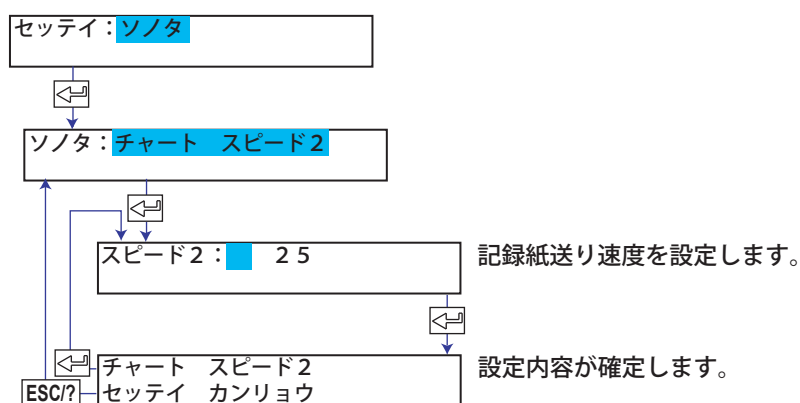 セッテイ：ソノタ
ソノタ：チャート　スピード２
スピード２：　２５
記録紙送り速度を設定します。
チャート　スピード２
設定内容が確定します。
ESC/?
セッテイ　カンリョウ